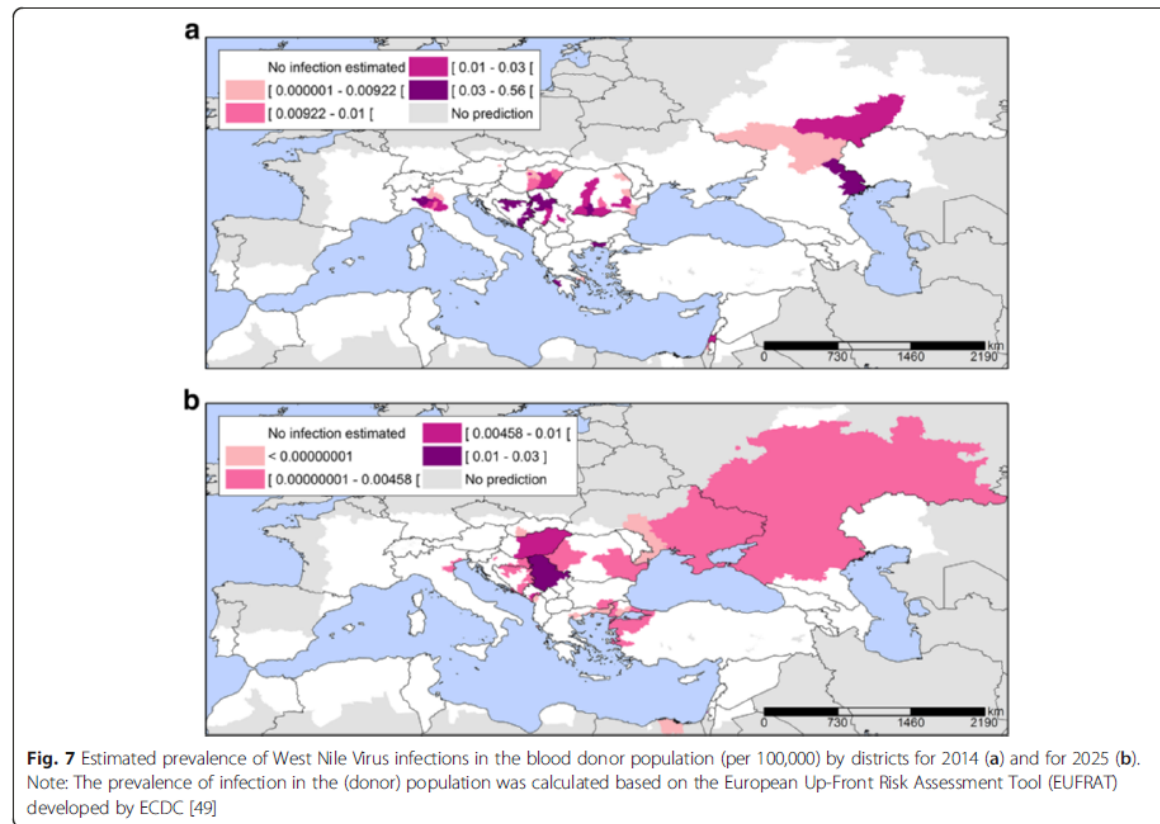 a
No infection estimated
[ 0.000001 - 0.00922 [
[ 0.00922 - 0.01 [
[ 0.01 - 0.03 [
[ 0.03 - 0.56 [
No prediction
km
0 730 1460 2190
b
No infection estimated
< 0.00000001
[ 0.00000001 - 0.00458 [
[ 0.00458 - 0.01 [
[ 0.01 - 0.03 ]
No prediction
km
0 730 1460 2190
Fig. 7 Estimated prevalence of West Nile Virus infections in the blood donor population (per 100,000) by districts for 2014 (a) and for 2025 (b).
Note: The prevalence of infection in the (donor) population was calculated based on the European Up-Front Risk Assessment Tool (EUFRAT)
developed by ECDC [49]